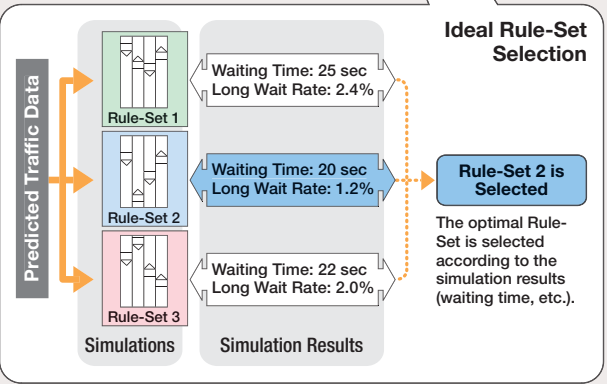 Ideal Rule-Set
Selection
Predicted Traffic Data
Rule-Set 1
Waiting Time: 25 sec
Long Wait Rate: 2.4%
Rule-Set 2
Waiting Time: 20 sec
Long Wait Rate: 1.2%
Rule-Set 3
Waiting Time: 22 sec
Long Wait Rate: 2.0%
Rule-Set 2 is
Selected
The optimal Rule-
Set is selected
according to the
simulation results
(waiting time, etc.).
Simulations
Simulation Results